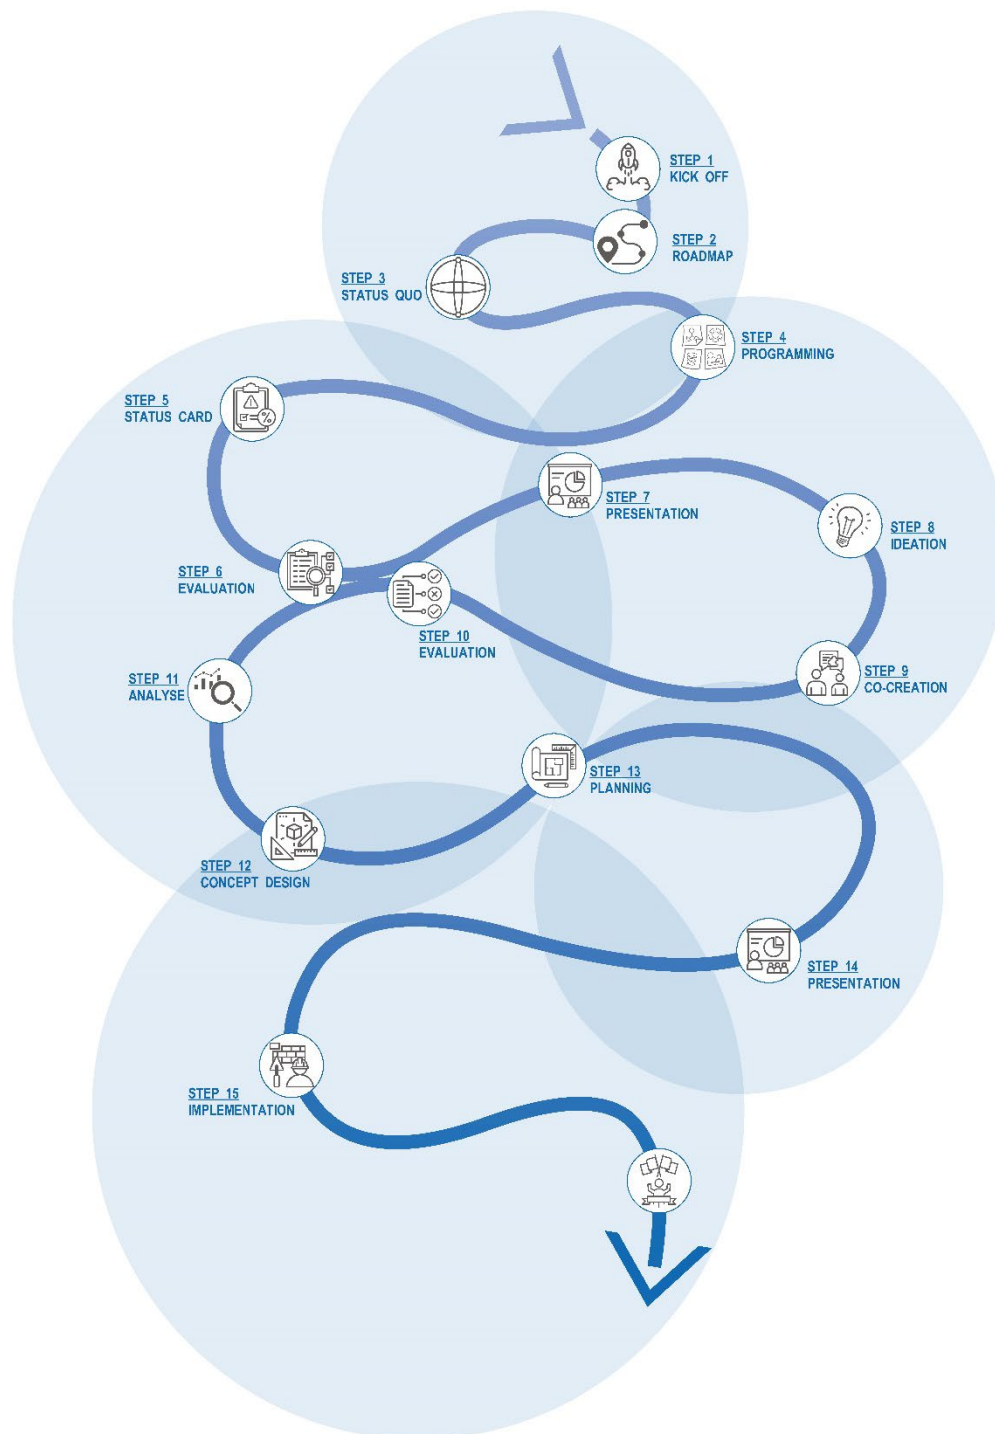 STEP 1
KICK OFF
STEP 2
ROADMAP
STEP 3
STATUS QUO
STEP 4
PROGRAMMING
STEP 5
STATUS CARD
STEP 6
EVALUATION
STEP 7
PRESENTATION
STEP 8
IDEATION
STEP 9
CO-CREATION
STEP 10
EVALUATION
STEP 11
ANALYSE
STEP 12
CONCEPT DESIGN
STEP 13
PLANNING
STEP 14
PRESENTATION
STEP 15
IMPLEMENTATION